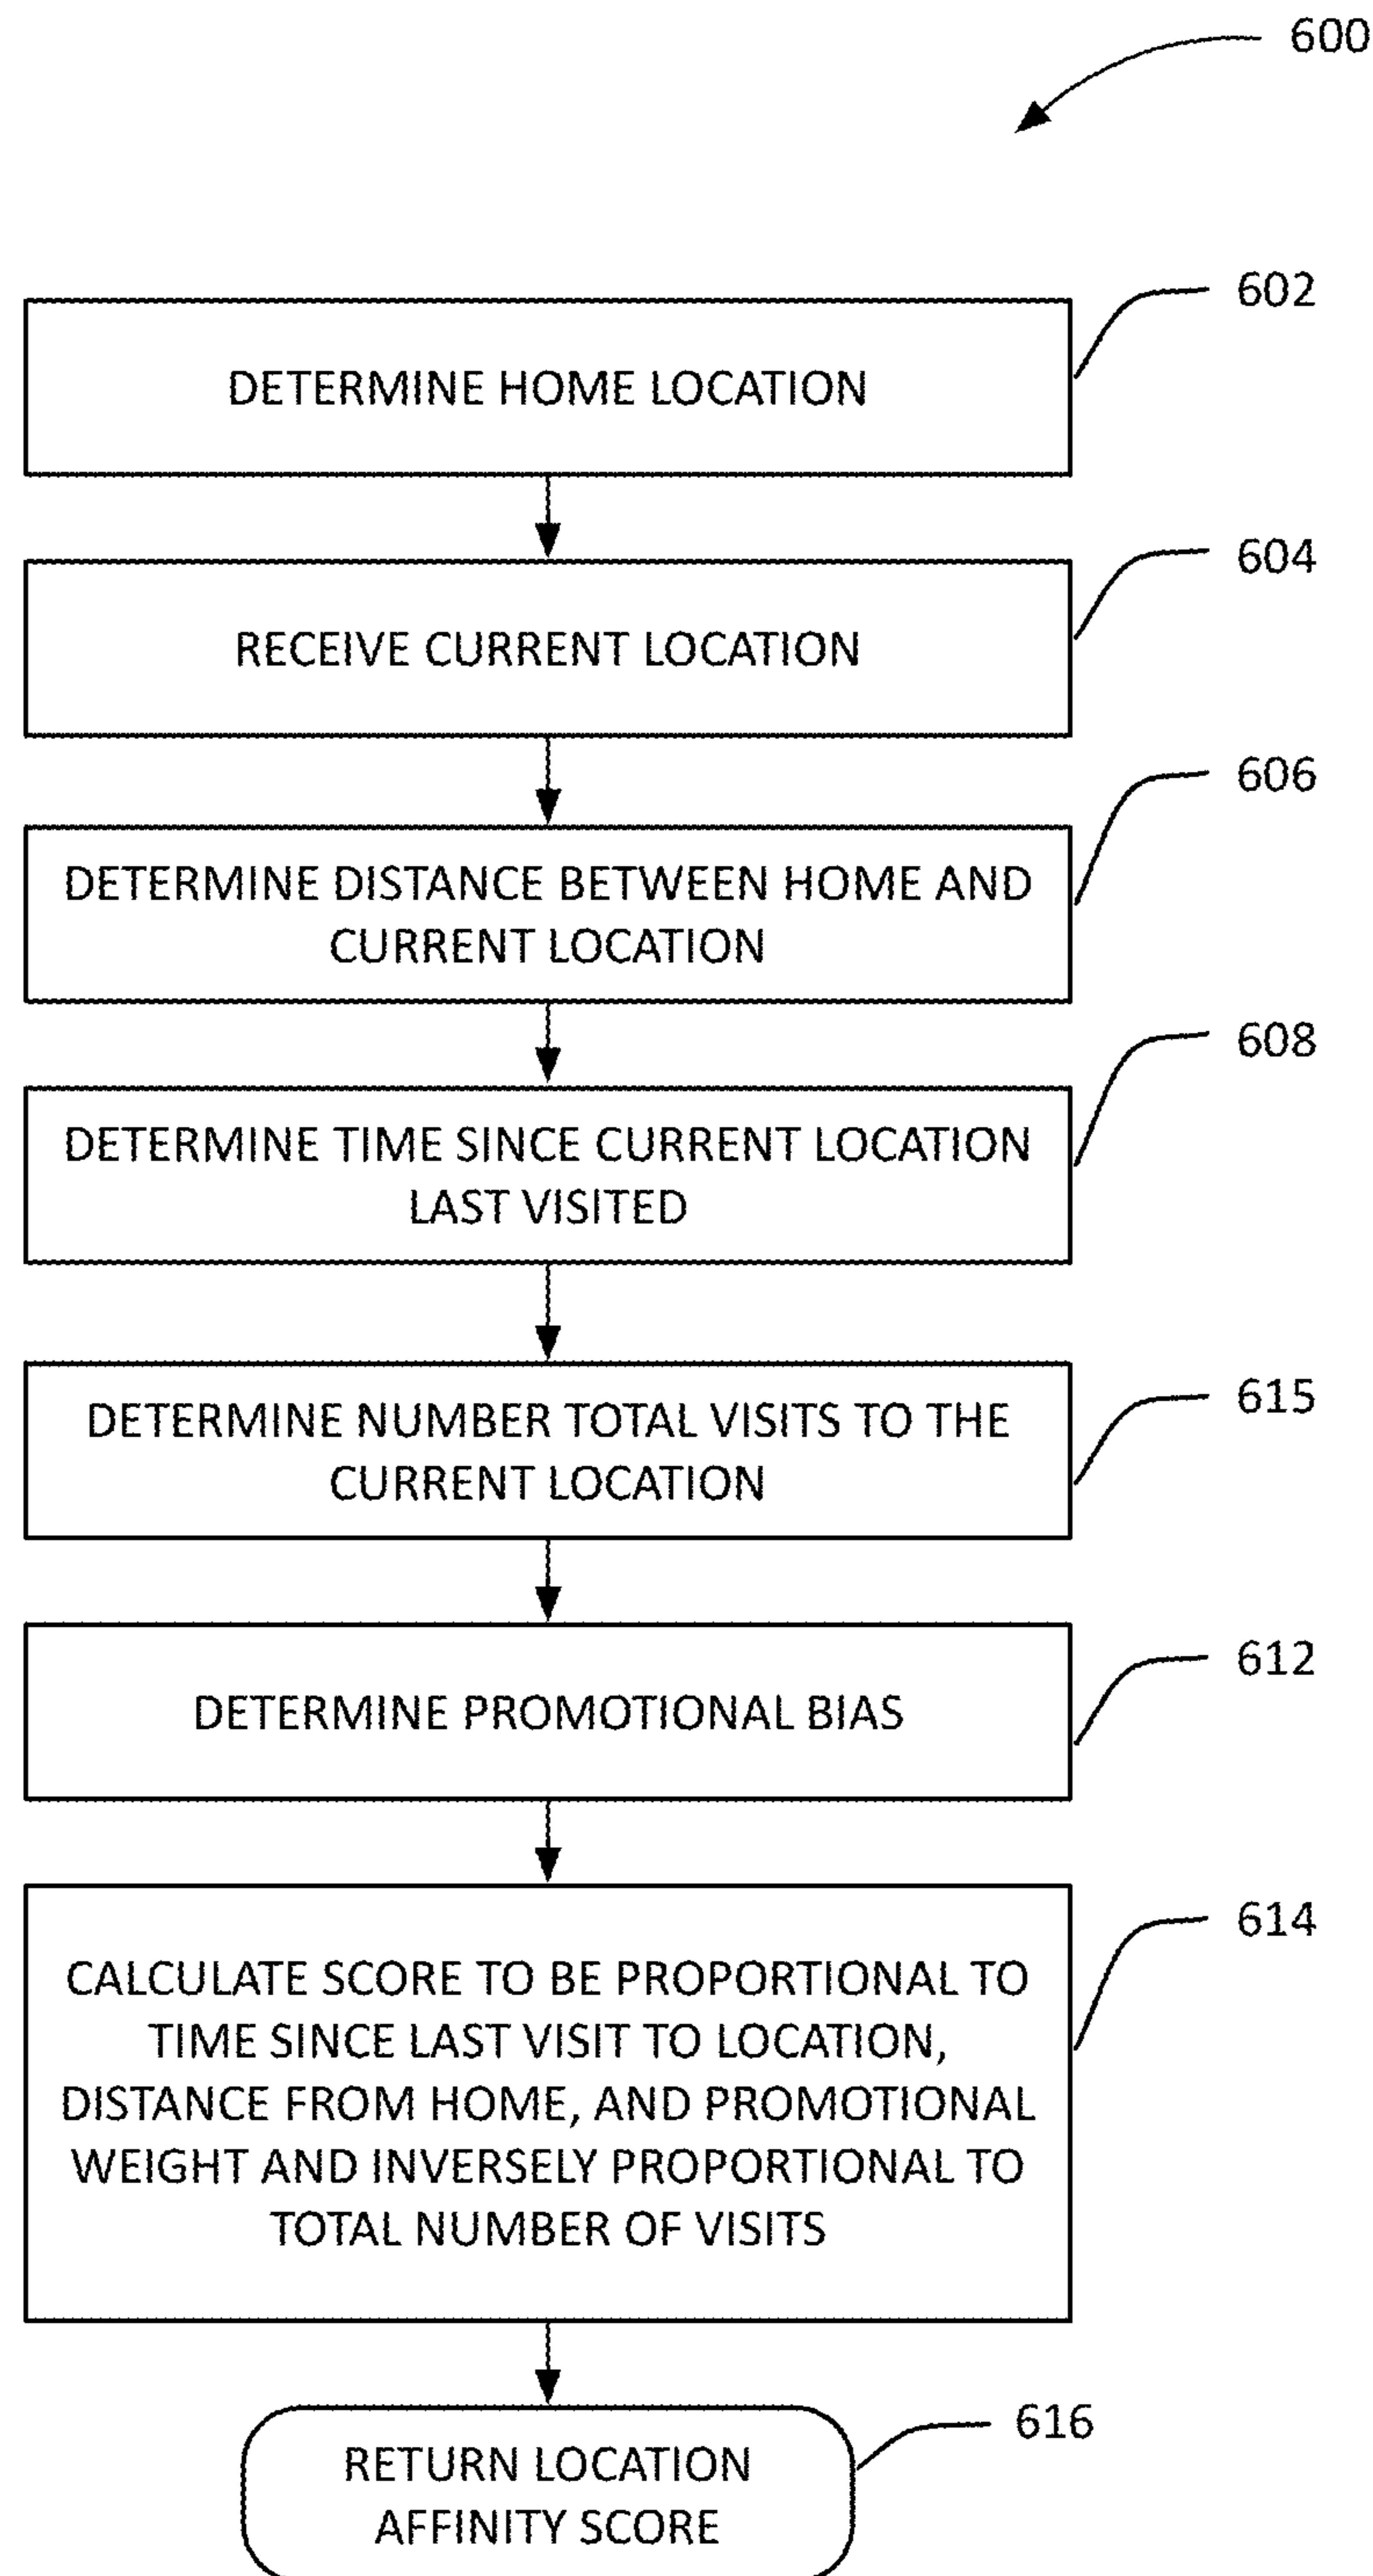 600
602
DETERMINE HOME LOCATION
604
RECEIVE CURRENT LOCATION
606
DETERMINE DISTANCE BETWEEN HOME AND
CURRENT LOCATION
608
DETERMINE TIME SINCE CURRENT LOCATION
LAST VISITED
615
DETERMINE NUMBER TOTAL VISITS TO THE
CURRENT LOCATION
612
DETERMINE PROMOTIONAL BIAS
614
CALCULATE SCORE TO BE PROPORTIONAL TO
TIME SINCE LAST VISIT TO LOCATION,
DISTANCE FROM HOME, AND PROMOTIONAL
WEIGHT AND INVERSELY PROPORTIONAL TO
TOTAL NUMBER OF VISITS
616
RETURN LOCATION
AFFINITY SCORE